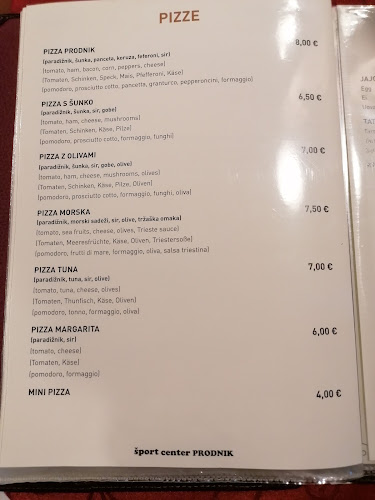 PIZZE
PIZZA PRODNIK 8,00 €
(paradižnik, šunka, panceta, koruza, feferoni, sir)
(tomato, ham, bacon, corn, peppers, cheese)
(Tomaten, Schinken, Speck, Mais, Pfefferoni, Käse)
(pomodoro, prosciutto cotto, pancetta, granturco, pepperoncini, formaggio)
PIZZA S ŠUNKO 6,50 €
(paradižnik, šunka, sir, gobe)
(tomato, ham, cheese, mushrooms)
(Tomaten, Schinken, Käse, Pilze)
(pomodoro, prosciutto cotto, formaggio, funghi)
PIZZA Z OLIVAMI 7,00 €
(paradižnik, šunka, sir, gobe, olive)
(tomato, ham, cheese, mushrooms, olives)
(Tomaten, Schinken, Käse, Pilze, Oliven)
(pomodoro, prosciutto cotto, formaggio, funghi, oliva)
PIZZA MORSKA 7,50 €
(paradižnik, morski sadeži, sir, olive, tržaška omaka)
(tomato, sea fruits, cheese, olives, Trieste sauce)
(Tomaten, Meeresfrüchte, Käse, Oliven, Triestersoße)
(pomodoro, frutti di mare, formaggio, oliva, salsa triestina)
PIZZA TUNA 7,00 €
(paradižnik, tuna, sir, olive)
(tomato, tuna, cheese, olives)
(Tomaten, Thunfisch, Käse, Oliven)
(pomodoro, tonno, formaggio, oliva)
PIZZA MARGARITA 6,00 €
(paradižnik, sir)
(tomato, cheese)
(Tomaten, Käse)
(pomodoro, formaggio)
MINI PIZZA 4,00 €
šport center PRODNIK